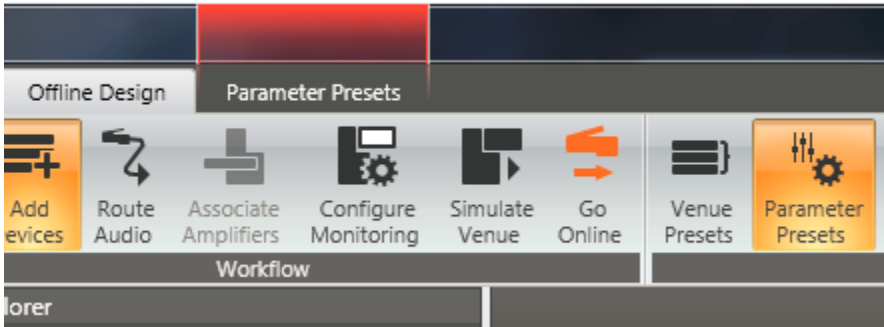 Offline Design Parameter Presets
Add Route Associate Configure Simulate Go Venue Parameter
evices Audio Amplifiers Monitoring Venue Online Presets Presets
Workflow
lorer